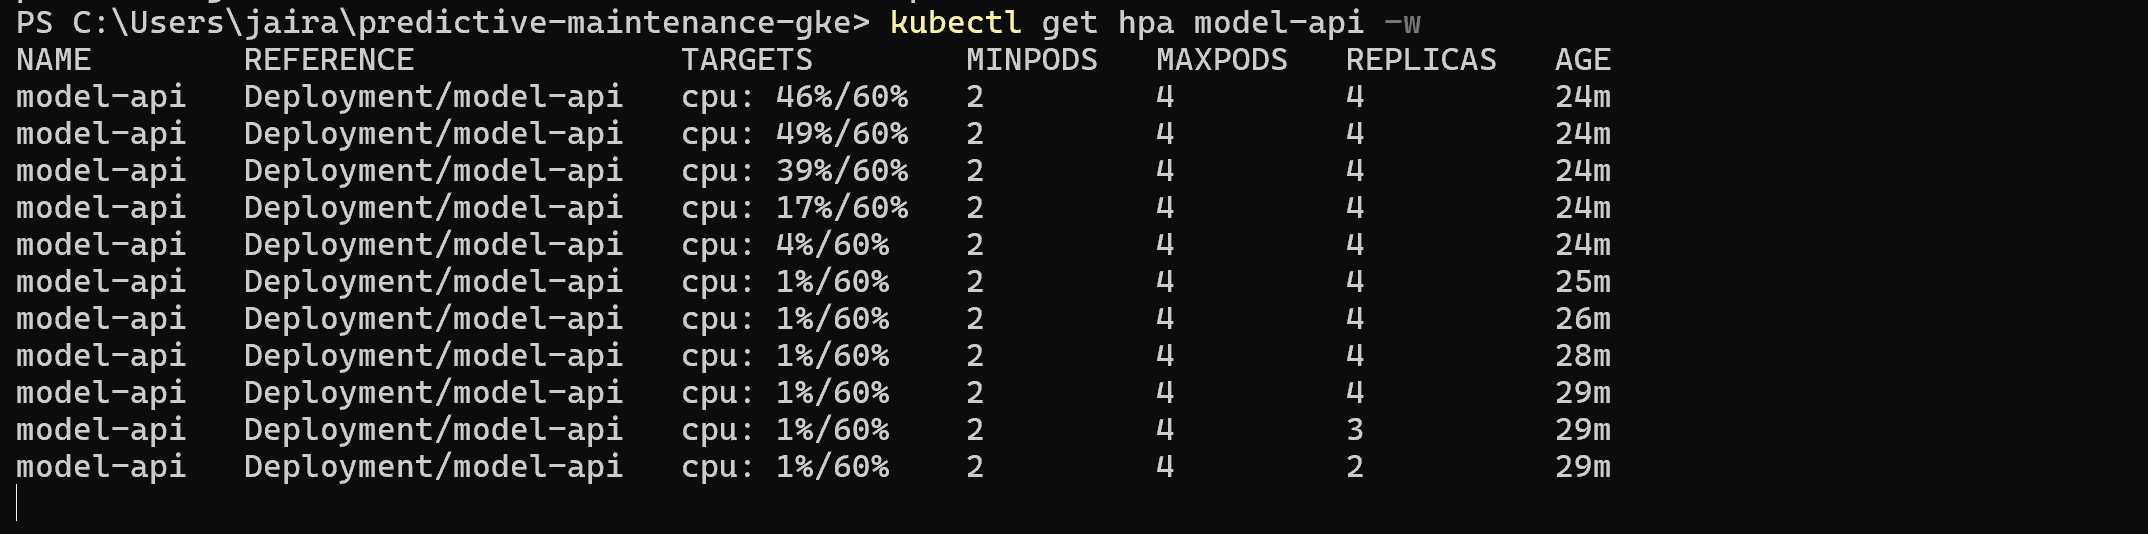 PS C:\Users\jaira\predictive-maintenance-gke> kubectl get hpa model-api -w
NAME        REFERENCE              TARGETS        MINPODS   MAXPODS   REPLICAS   AGE
model-api   Deployment/model-api   cpu: 46%/60%   2         4         4          24m
model-api   Deployment/model-api   cpu: 49%/60%   2         4         4          24m
model-api   Deployment/model-api   cpu: 39%/60%   2         4         4          24m
model-api   Deployment/model-api   cpu: 17%/60%   2         4         4          24m
model-api   Deployment/model-api   cpu: 4%/60%    2         4         4          24m
model-api   Deployment/model-api   cpu: 1%/60%    2         4         4          25m
model-api   Deployment/model-api   cpu: 1%/60%    2         4         4          26m
model-api   Deployment/model-api   cpu: 1%/60%    2         4         4          28m
model-api   Deployment/model-api   cpu: 1%/60%    2         4         4          29m
model-api   Deployment/model-api   cpu: 1%/60%    2         4         3          29m
model-api   Deployment/model-api   cpu: 1%/60%    2         4         2          29m